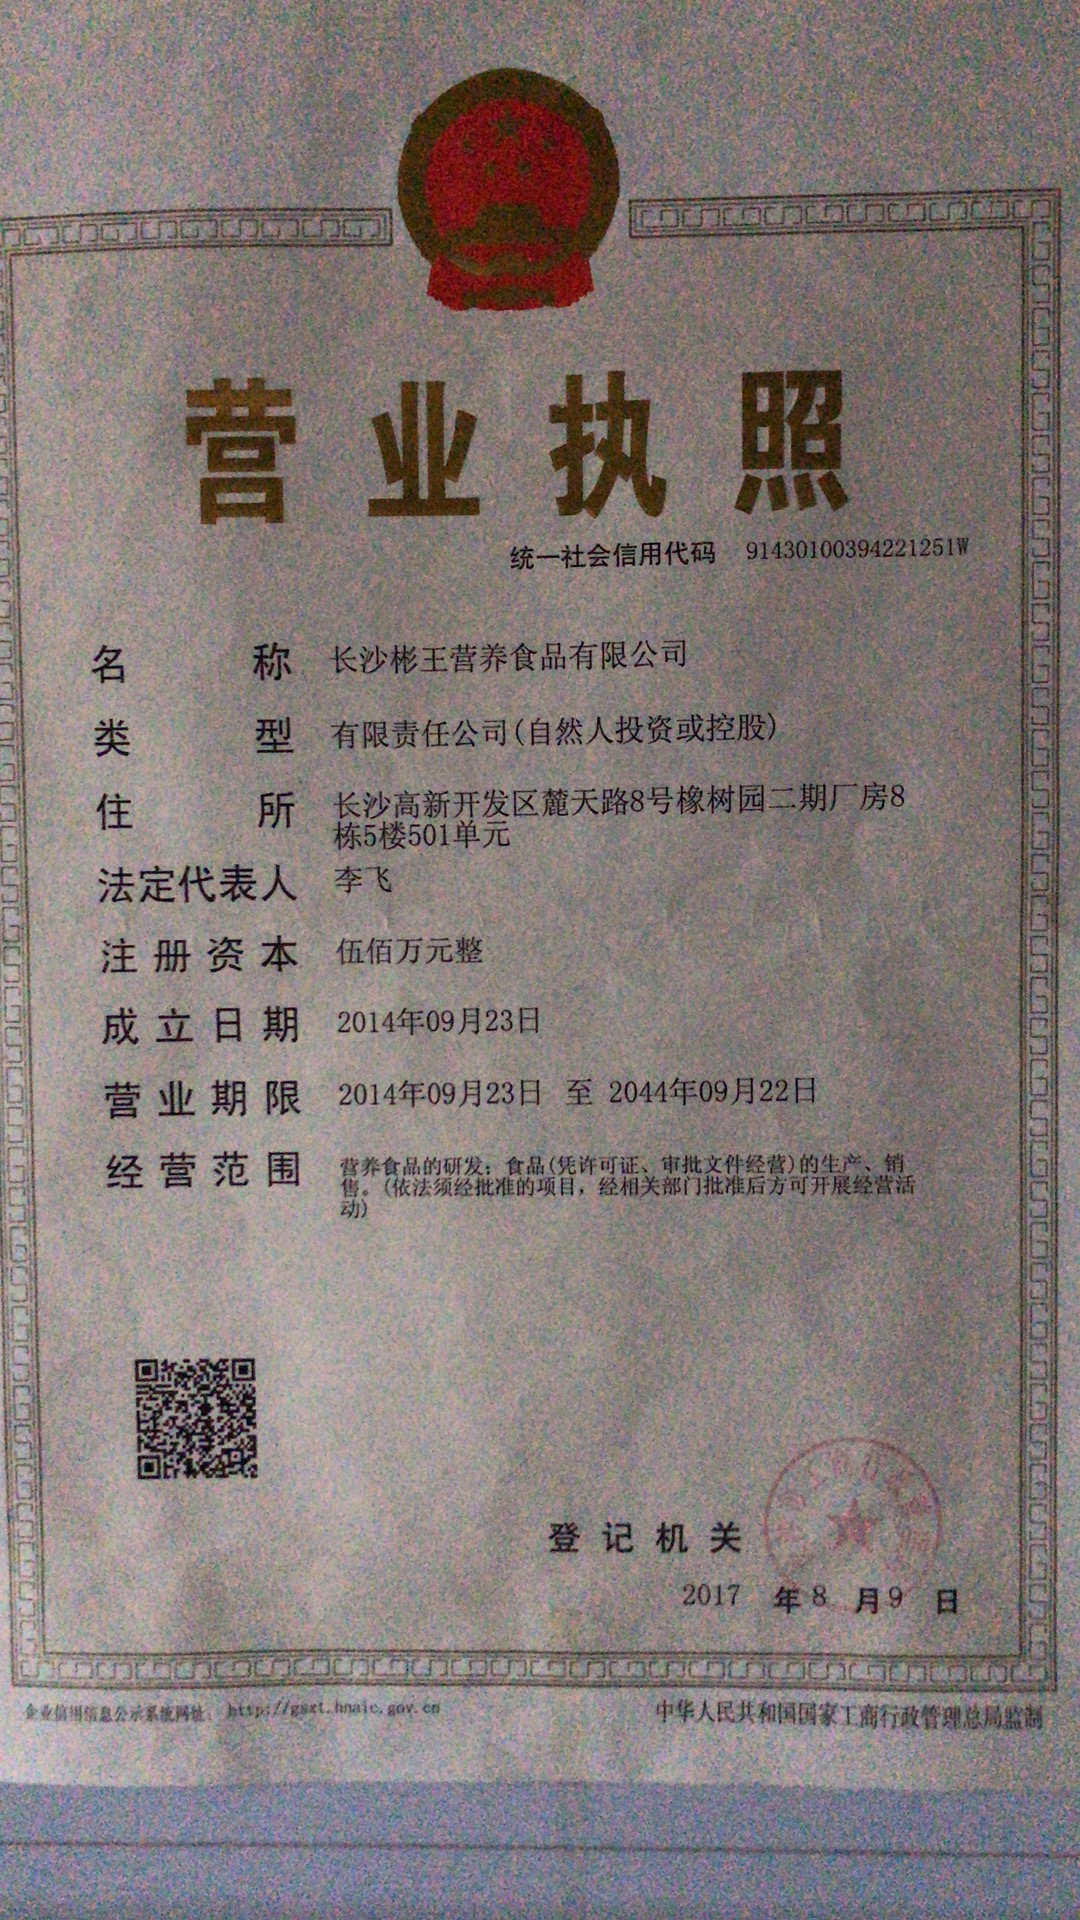 营业执照
统一社会信用代码 91430100394221251W
名称 长沙彬王营养食品有限公司
类型 有限责任公司(自然人投资或控股)
住所 长沙高新开发区麓天路8号橡树园二期厂房8
栋5楼501单元
法定代表人 李飞
注册资本 伍佰万元整
成立日期 2014年09月23日
营业期限 2014年09月23日 至 2044年09月22日
经营范围 营养食品的研发；食品(凭许可证、审批文件经营)的生产、销
售。(依法须经批准的项目，经相关部门批准后方可开展经营活
动)
登记机关
2017 年 8 月 9 日
企业信用信息公示系统网址： http://gsxt.hnaic.gov.cn
中华人民共和国国家工商行政管理总局监制